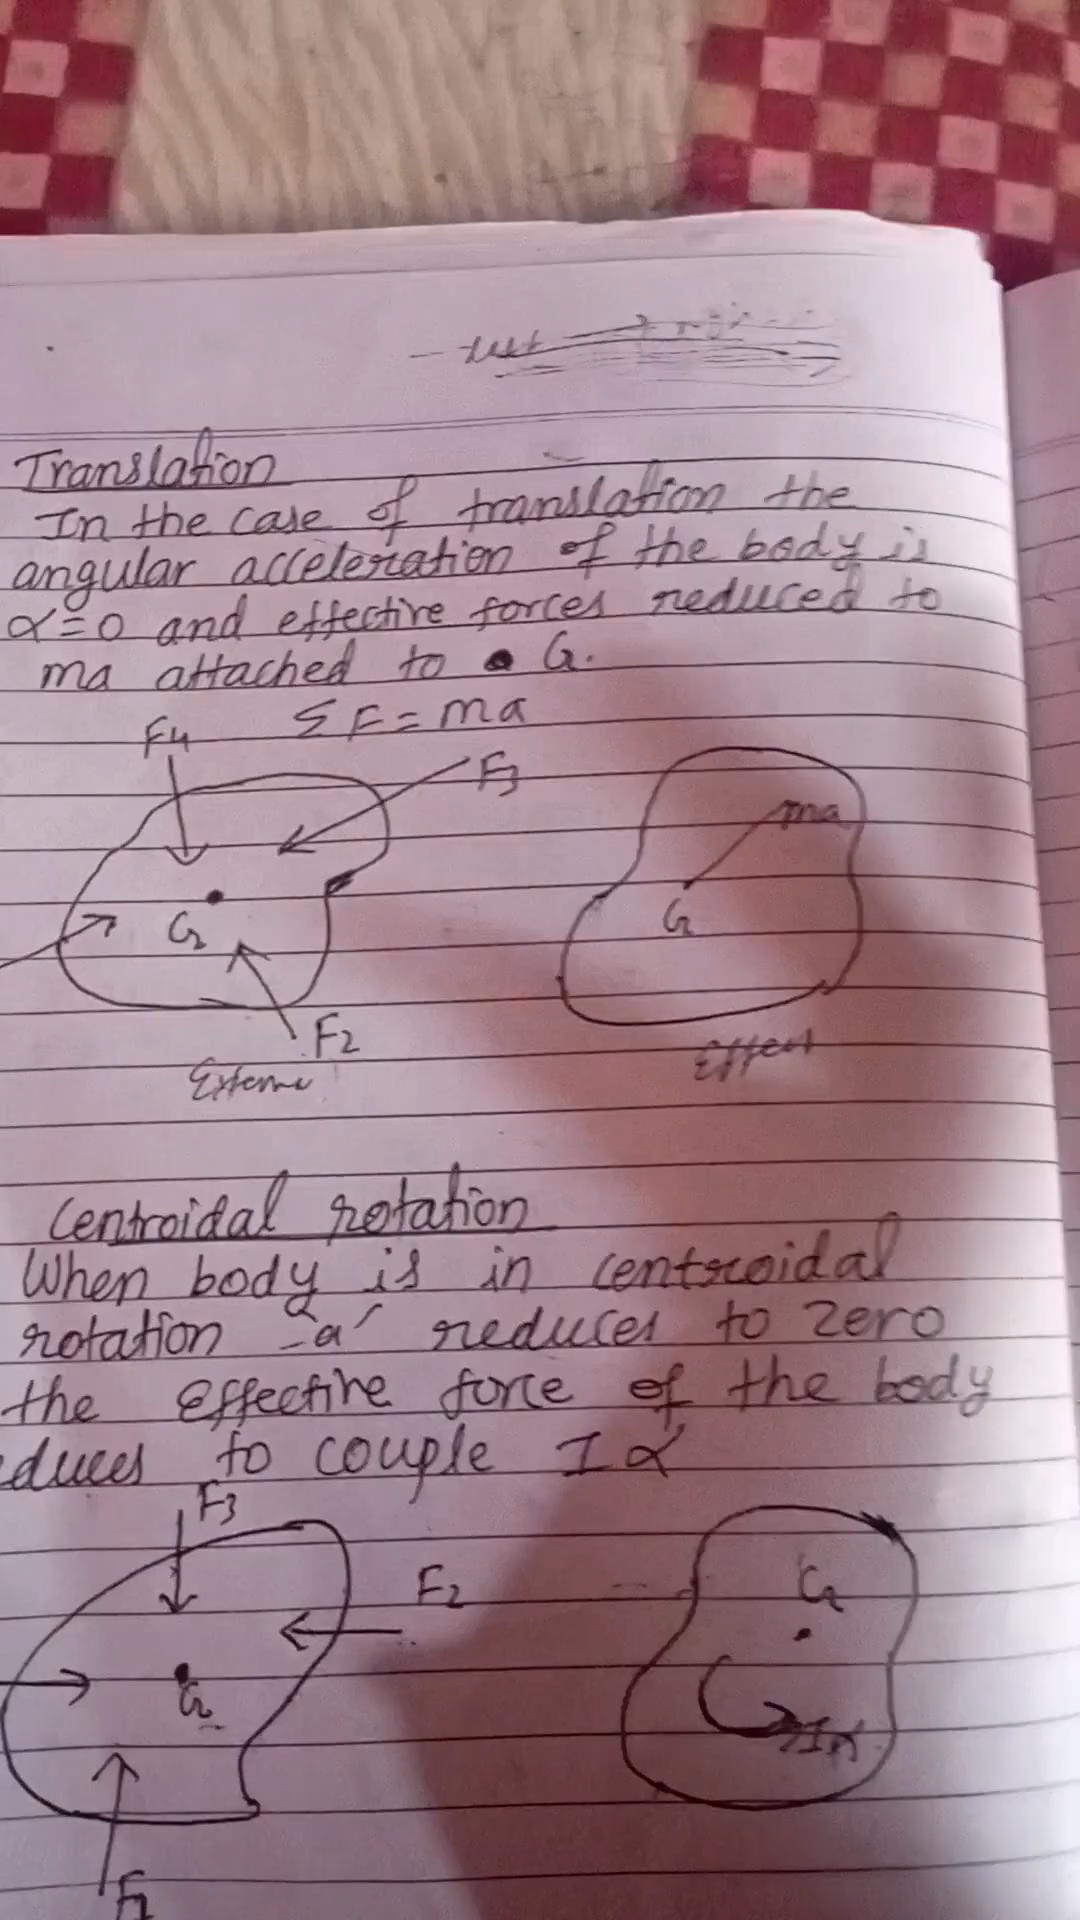 Translation
In the case of translation the
angular acceleration of the body is
α=0 and effective forces reduced to
ma attached to G.
ΣF=ma
F4
F3
ma
G
G
F2
Effect
Centroidal rotation
When body is in centroidal
rotation -a' reduces to zero
the effective force of the body
duces to couple Iα
F3
F2
G
G
Iα
F1